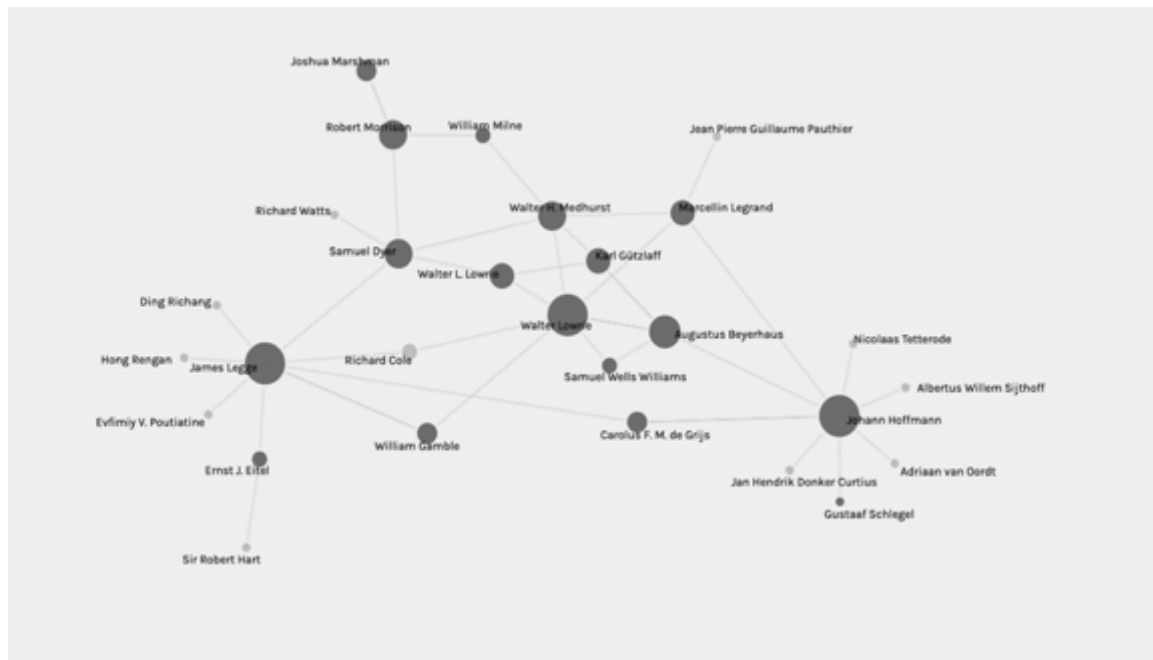 Joshua Marshman
Robert Morrison
William Milne
Jean Pierre Guillaume Pauthier
Richard Watts
Walter H. Medhurst
Marcellin Legrand
Samuel Dyer
Karl Gützlaff
Walter L. Lowrie
Ding Richang
Walter Lowrie
Augustus Beyerhaus
Nicolaas Tetterode
Hong Rengan
James Legge
Richard Cole
Samuel Wells Williams
Albertus Willem Sijthoff
Evfimiy V. Poutiatine
Johann Hoffmann
William Gamble
Carolus F. M. de Grijs
Ernst J. Eitel
Adriaan van Oordt
Jan Hendrik Donker Curtius
Gustaaf Schlegel
Sir Robert Hart